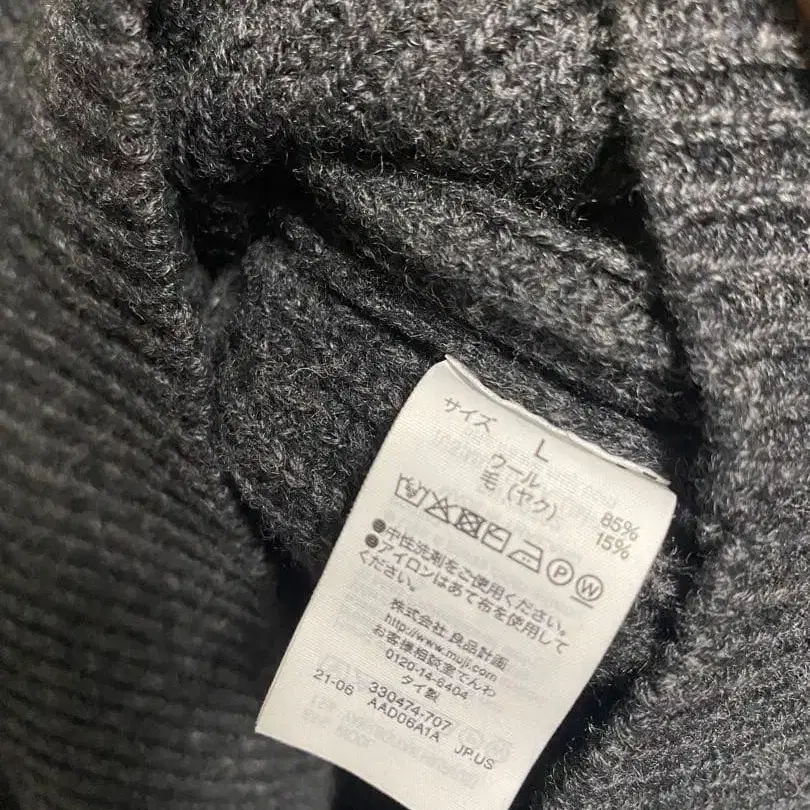 サイズ
L
ウール 85%
毛(ヤク) 15%
P W
●中性洗剤をご使用ください。
●アイロンはあて布を使用して
ください。
株式会社 良品計画
http://www.muji.com
お客様相談室でんわ
0120-14-6404
タイ製
330474-707
21-06 AAD06A1A JP.US